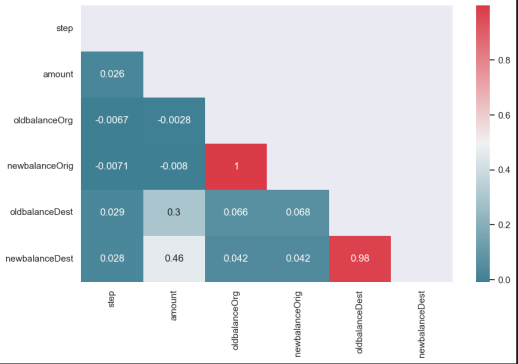 step
amount 0.026
oldbalanceOrg -0.0067 -0.0028
newbalanceOrig -0.0071 -0.008 1
oldbalanceDest 0.029 0.3 0.066 0.068
newbalanceDest 0.028 0.46 0.042 0.042 0.98
step amount oldbalanceOrg newbalanceOrig oldbalanceDest newbalanceDest
0.8
0.6
0.4
0.2
0.0